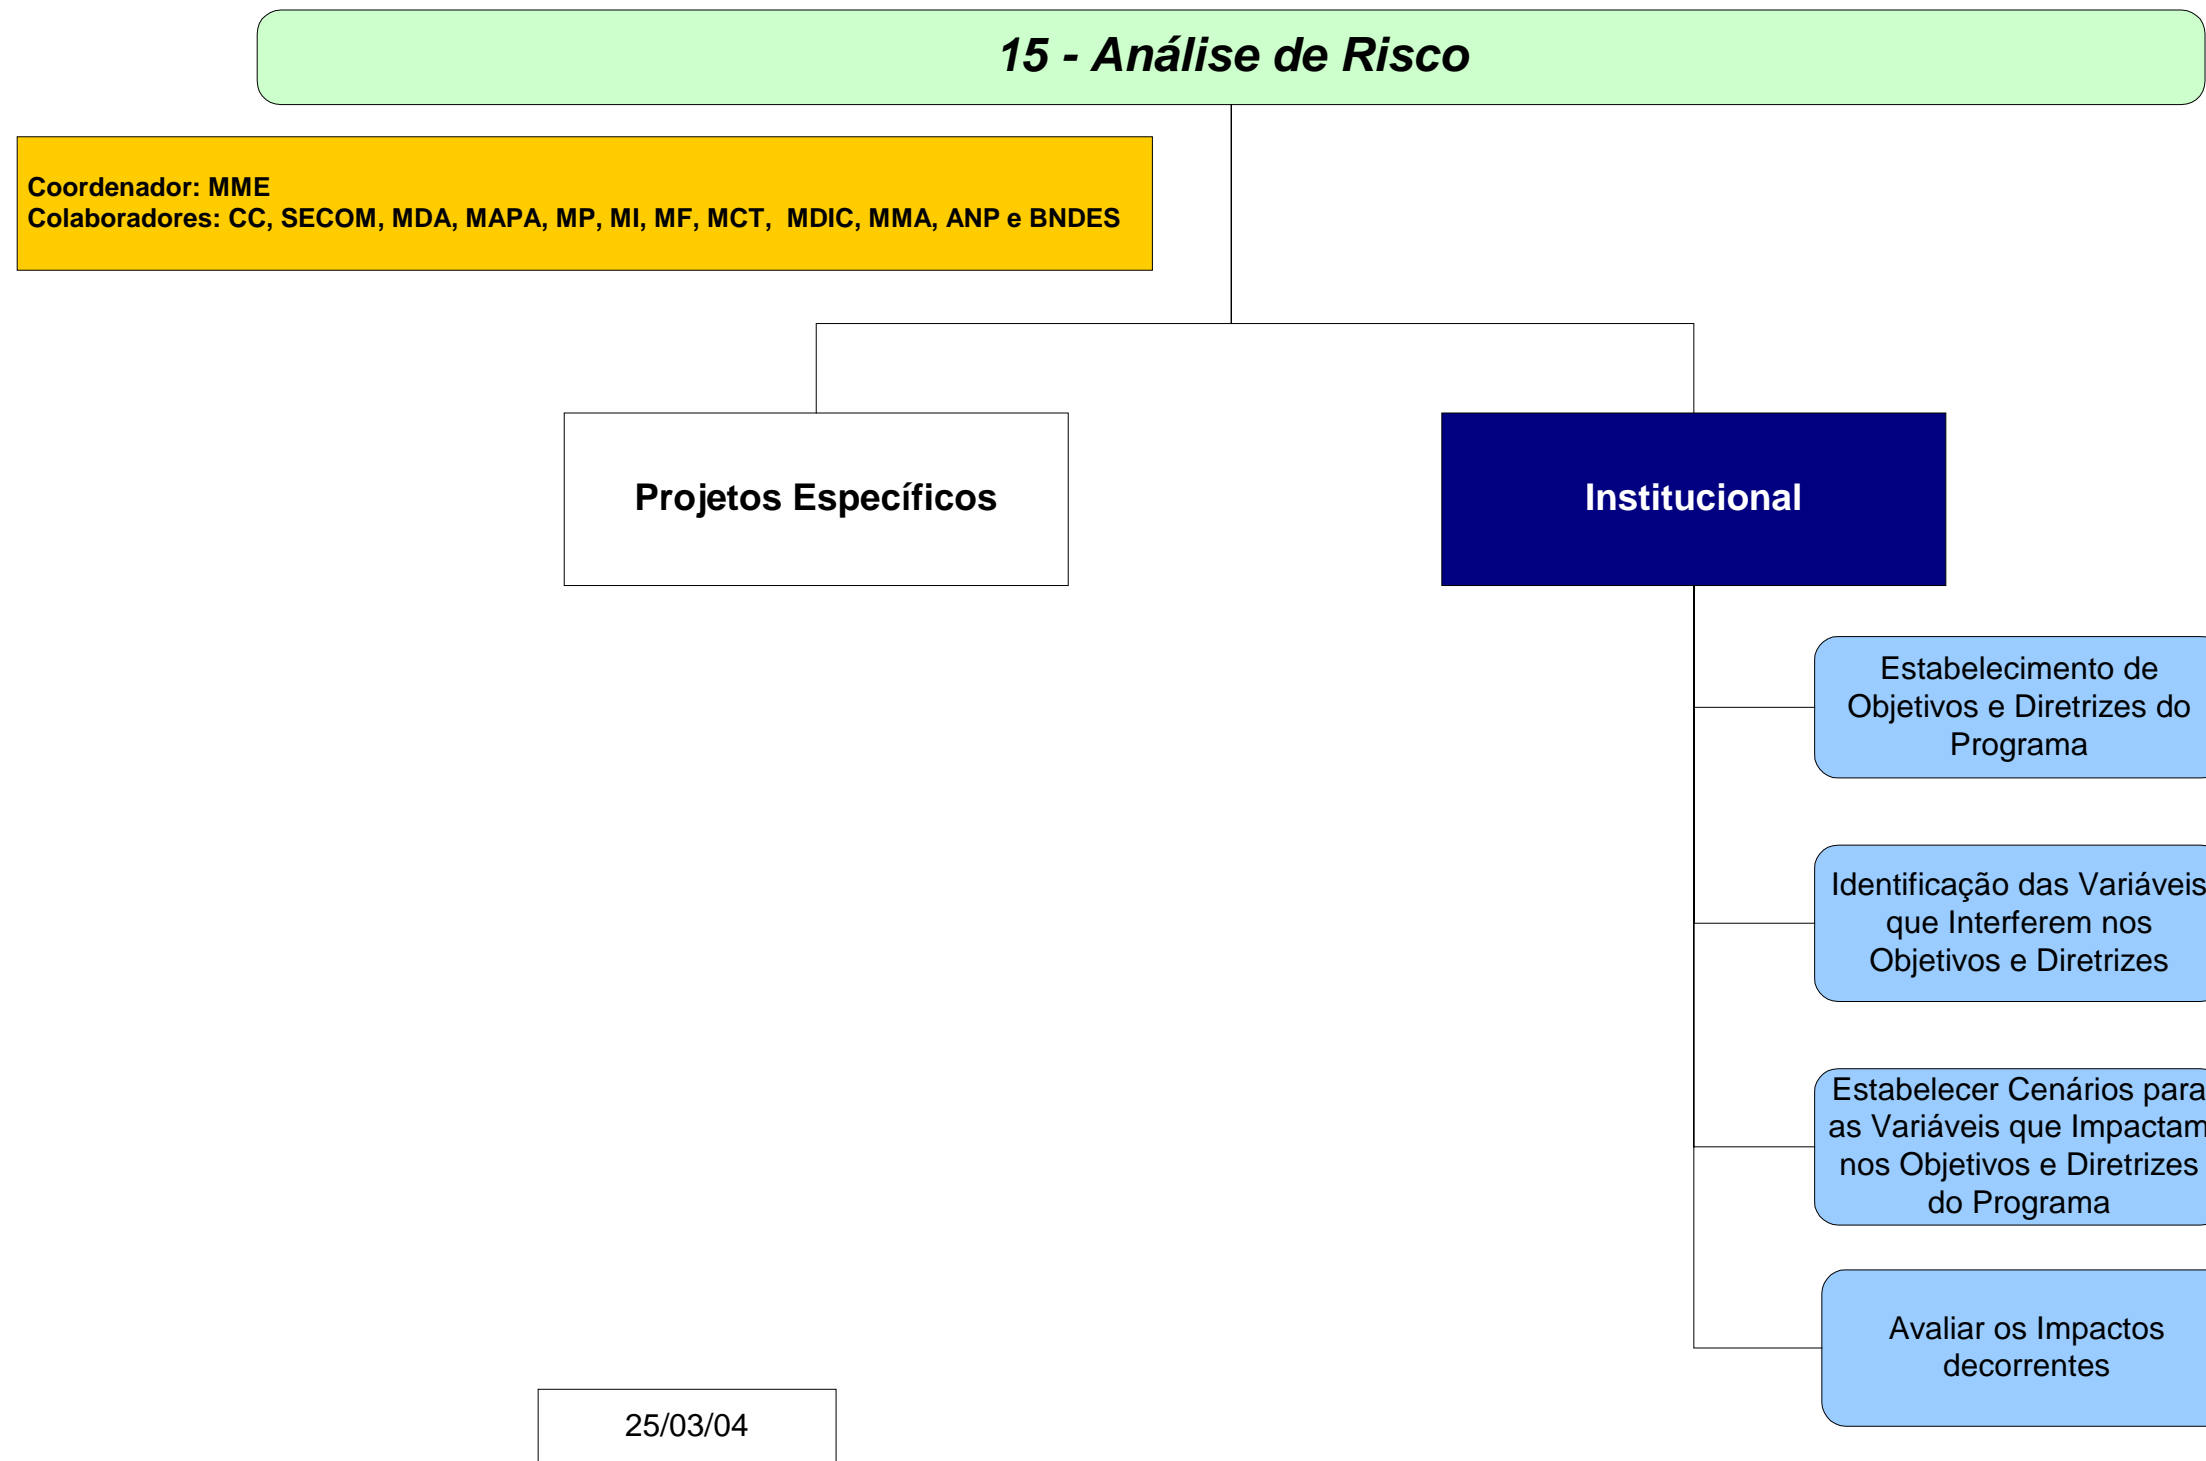 15 - Análise de Risco
Coordenador: MME
Colaboradores: CC, SECOM, MDA, MAPA, MP, MI, MF, MCT, MDIC, MMA, ANP e BNDES
Projetos Específicos
Institucional
Estabelecimento de
Objetivos e Diretrizes do
Programa
Identificação das Variáveis
que Interferem nos
Objetivos e Diretrizes
Estabelecer Cenários para
as Variáveis que Impactam
nos Objetivos e Diretrizes
do Programa
Avaliar os Impactos
decorrentes
25/03/04